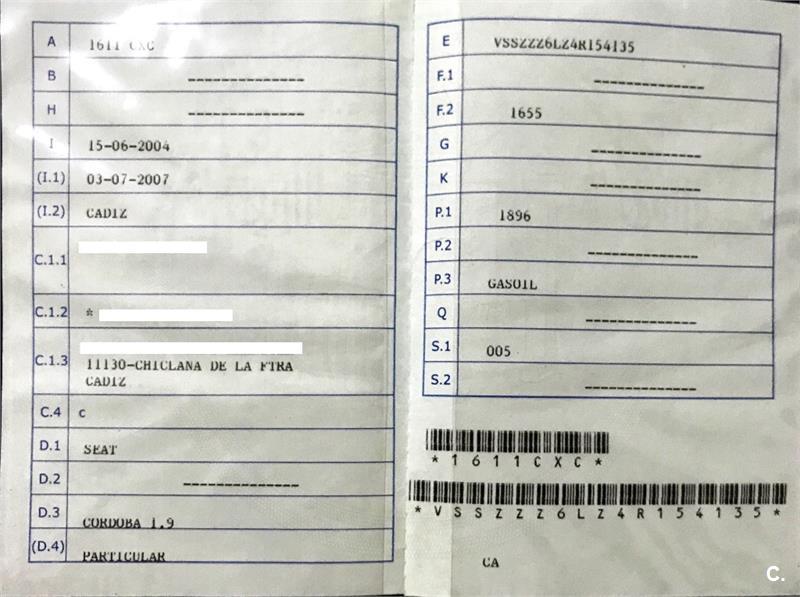 A 1611 CXC
B --------------
H --------------
I 15-06-2004
(I.1) 03-07-2007
(I.2) CADIZ
C.1.1
C.1.2 *
C.1.3
11130-CHICLANA DE LA FTRA
CADIZ
C.4 c
D.1 SEAT
D.2 --------------
D.3 CORDOBA 1.9
(D.4) PARTICULAR
E VSSZZZ6LZ4R154135
F.1 --------------
F.2 1655
G --------------
K --------------
P.1 1896
P.2 --------------
P.3 GASOIL
Q --------------
S.1 005
S.2 --------------
*1611CXC*
*VSSZZZ6LZ4R154135*
CA
C.